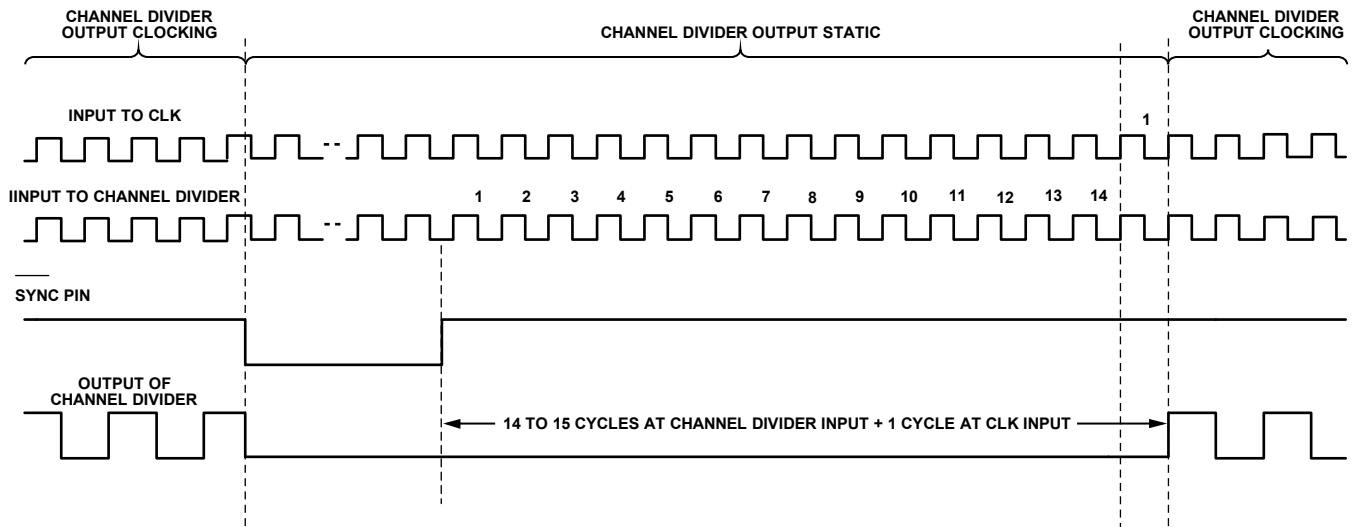 CHANNEL DIVIDER
OUTPUT CLOCKING
CHANNEL DIVIDER OUTPUT STATIC
CHANNEL DIVIDER
OUTPUT CLOCKING
INPUT TO CLK
1
IINPUT TO CHANNEL DIVIDER
1 2 3 4 5 6 7 8 9 10 11 12 13 14
SYNC PIN
OUTPUT OF
CHANNEL DIVIDER
14 TO 15 CYCLES AT CHANNEL DIVIDER INPUT + 1 CYCLE AT CLK INPUT